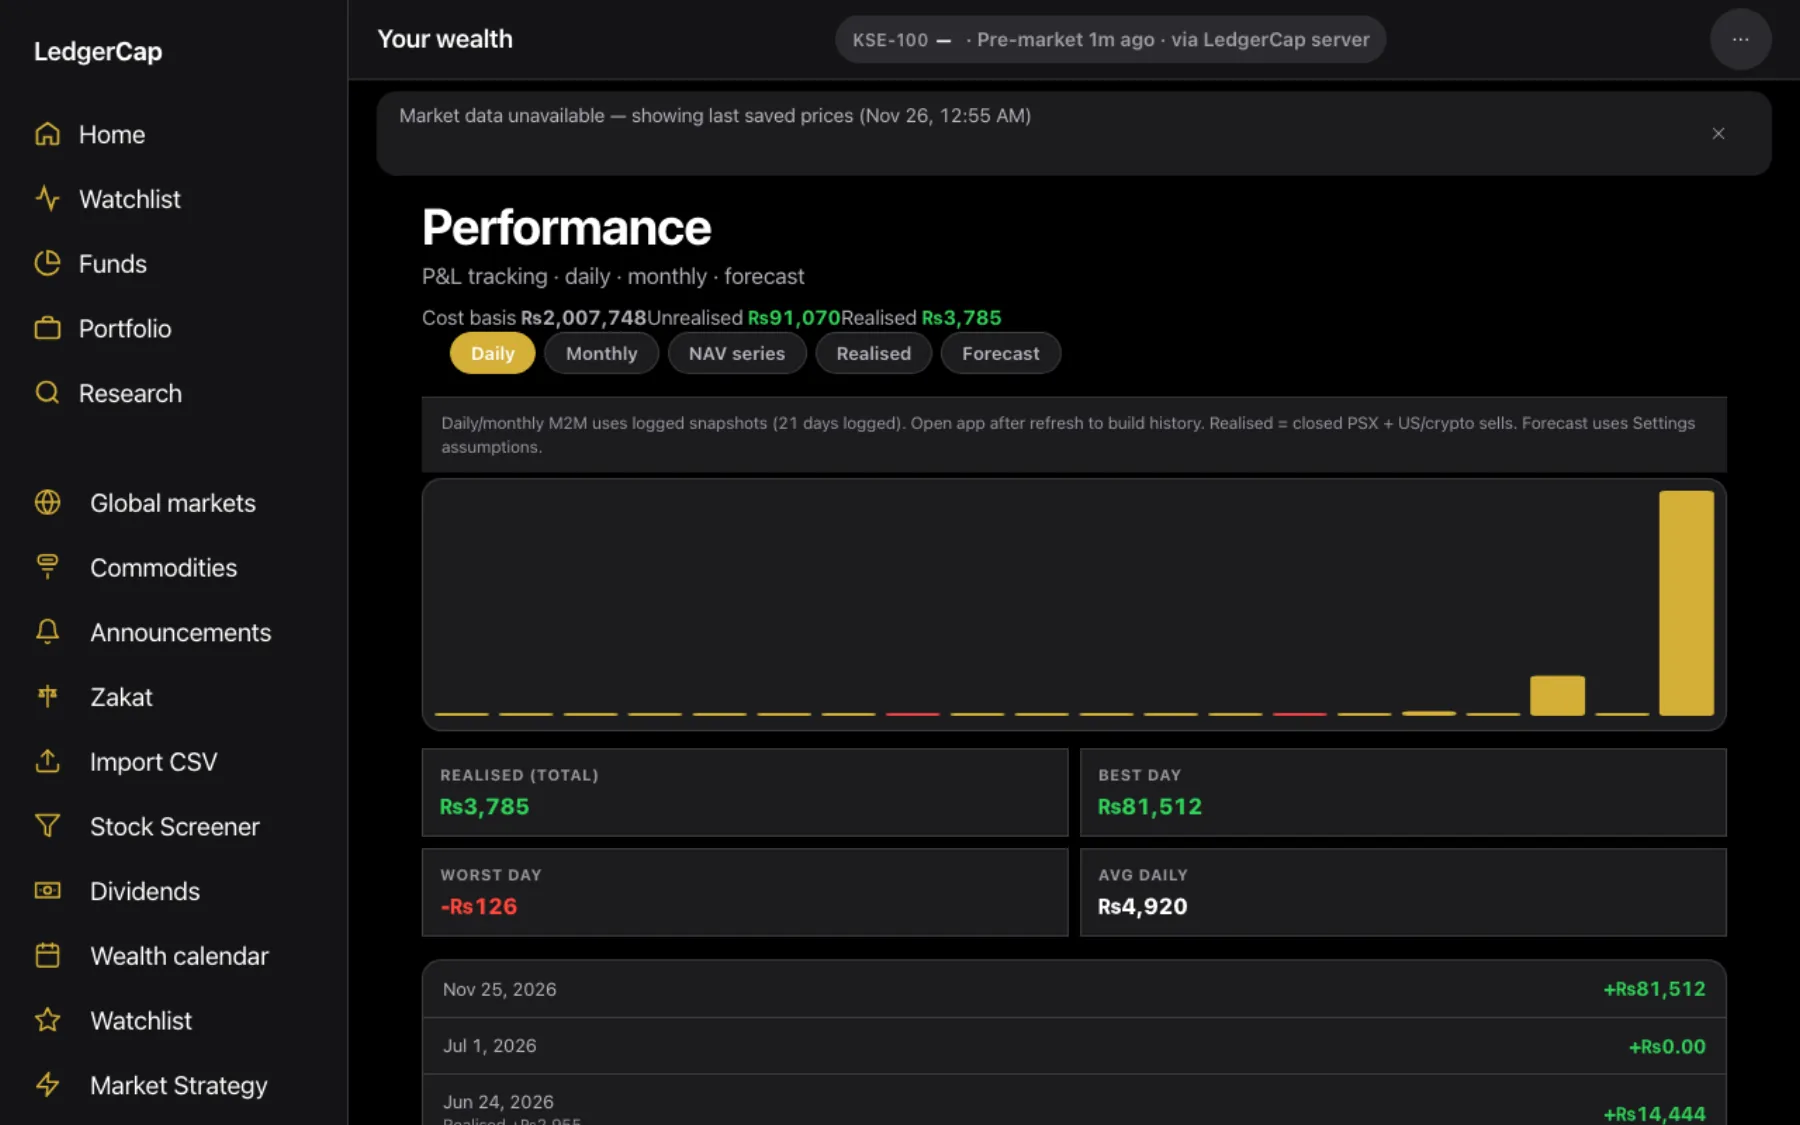 LedgerCap
Home
Watchlist
Funds
Portfolio
Research
Global markets
Commodities
Announcements
Zakat
Import CSV
Stock Screener
Dividends
Wealth calendar
Watchlist
Market Strategy
Your wealth
KSE-100 — · Pre-market 1m ago · via LedgerCap server
Market data unavailable — showing last saved prices (Nov 26, 12:55 AM)
Performance
P&L tracking · daily · monthly · forecast
Cost basis Rs2,007,748Unrealised Rs91,070Realised Rs3,785
Daily Monthly NAV series Realised Forecast
Daily/monthly M2M uses logged snapshots (21 days logged). Open app after refresh to build history. Realised = closed PSX + US/crypto sells. Forecast uses Settings
assumptions.
REALISED (TOTAL)
Rs3,785
BEST DAY
Rs81,512
WORST DAY
-Rs126
AVG DAILY
Rs4,920
Nov 25, 2026 +Rs81,512
Jul 1, 2026 +Rs0.00
Jun 24, 2026 +Rs14,444
Realised +Rs2,955